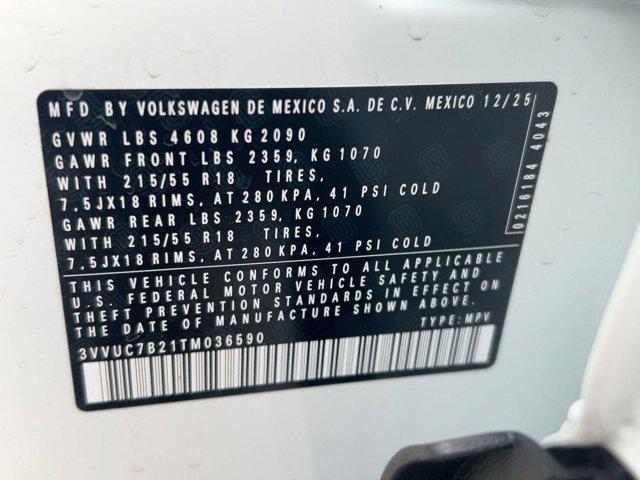 MFD BY VOLKSWAGEN DE MEXICO S.A. DE C.V. MEXICO 12/25
GVWR LBS 4608 KG 2090
GAWR FRONT LBS 2359, KG 1070
WITH 215/55 R18 TIRES,
7,5JX18 RIMS, AT 280 KPA, 41 PSI COLD
GAWR REAR LBS 2359, KG 1070
WITH 215/55 R18 TIRES,
7,5JX18 RIMS, AT 280 KPA, 41 PSI COLD
THIS VEHICLE CONFORMS TO ALL APPLICABLE
U.S. FEDERAL MOTOR VEHICLE SAFETY AND
THEFT PREVENTION STANDARDS IN EFFECT ON
THE DATE OF MANUFACTURE SHOWN ABOVE.
3VVUC7B21TM036590 TYPE: MPV
0216184 4043